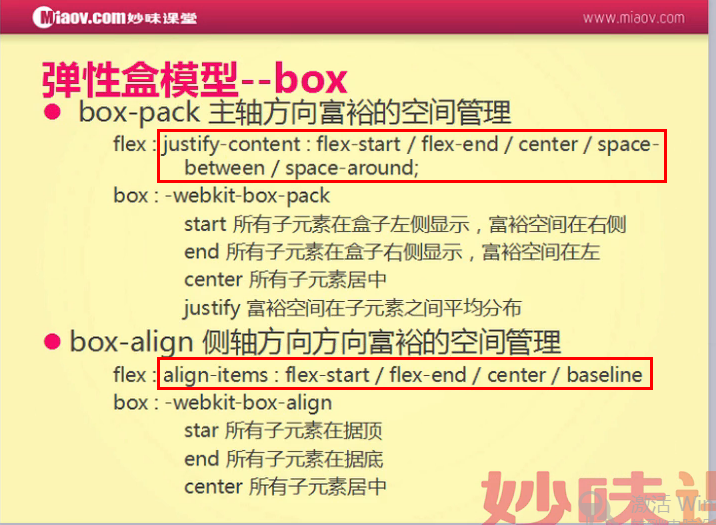 Miaov.com妙味课堂
www.miaov.com
弹性盒模型--box
box-pack 主轴方向富裕的空间管理
flex : justify-content : flex-start / flex-end / center / space-
between / space-around;
box : -webkit-box-pack
start 所有子元素在盒子左侧显示，富裕空间在右侧
end 所有子元素在盒子右侧显示，富裕空间在左
center 所有子元素居中
justify 富裕空间在子元素之间平均分布
box-align 侧轴方向方向富裕的空间管理
flex : align-items : flex-start / flex-end / center / baseline
box : -webkit-box-align
star 所有子元素在据顶
end 所有子元素在据底
center 所有子元素居中
妙味
激活 Win